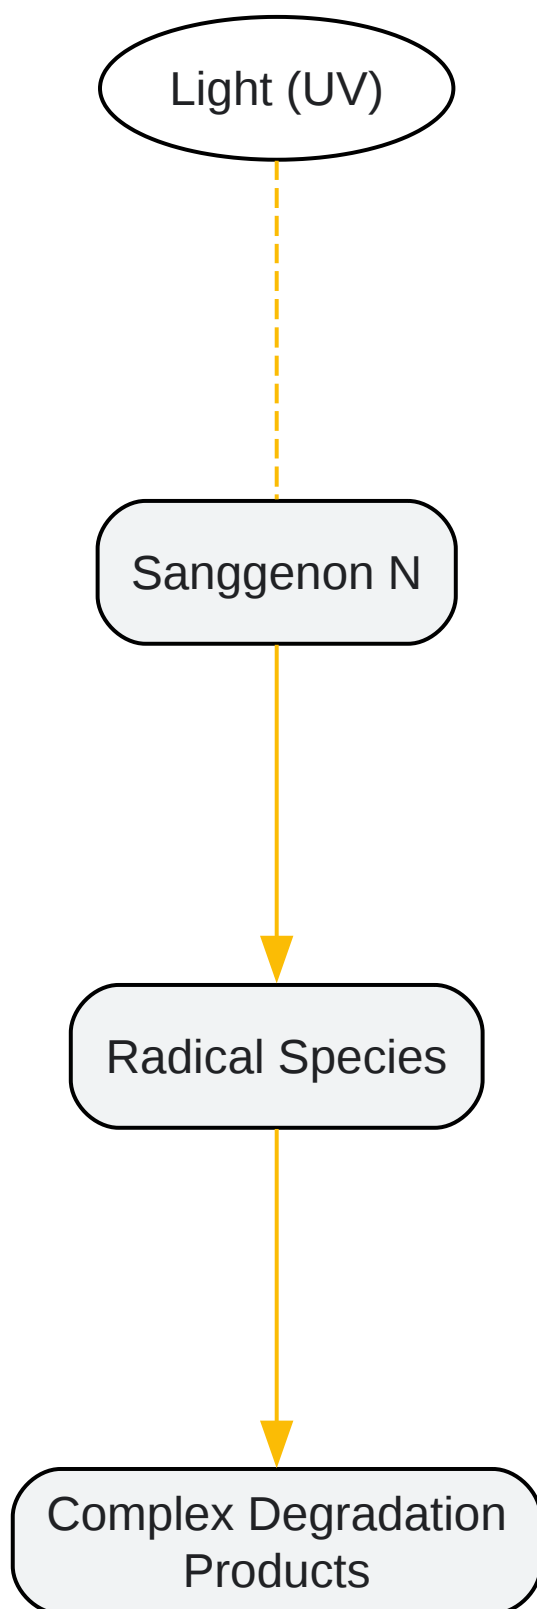 Light (UV)
Sanggenon N
Radical Species
Complex Degradation
Products